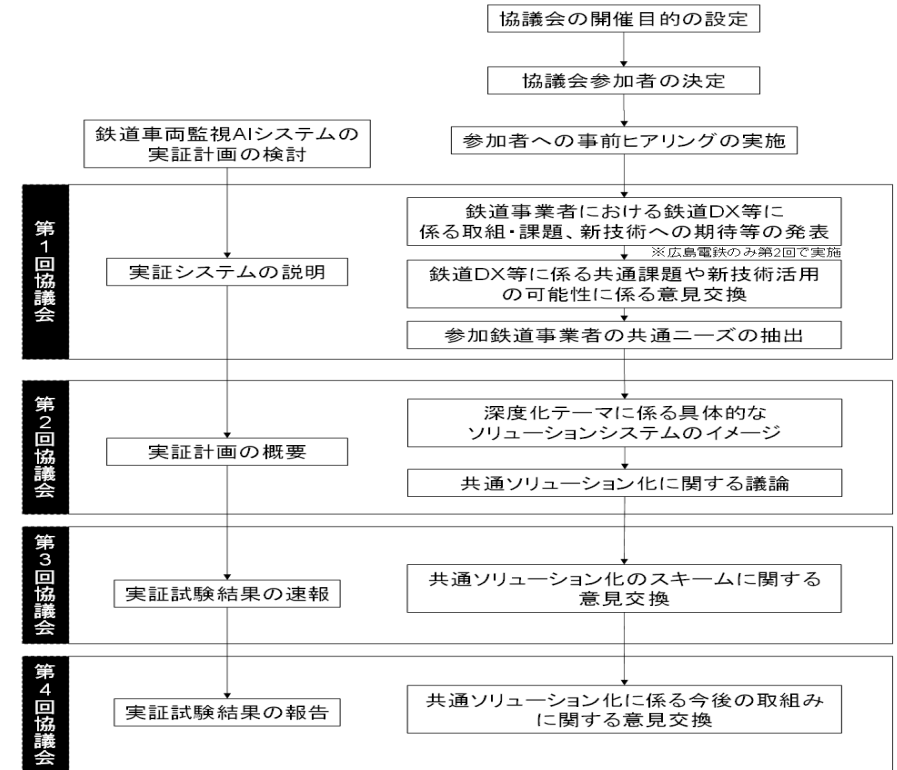 協議会の開催目的の設定
協議会参加者の決定
鉄道車両監視AIシステムの
実証計画の検討
参加者への事前ヒアリングの実施
第1回協議会
鉄道事業者における鉄道DX等に
係る取組・課題、新技術への期待等の発表
※広島電鉄のみ第2回で実施
実証システムの説明
鉄道DX等に係る共通課題や新技術活用
の可能性に係る意見交換
参加鉄道事業者の共通ニーズの抽出
第2回協議会
深度化テーマに係る具体的な
ソリューションシステムのイメージ
実証計画の概要
共通ソリューション化に関する議論
第3回協議会
実証試験結果の速報
共通ソリューション化のスキームに関する
意見交換
第4回協議会
実証試験結果の報告
共通ソリューション化に係る今後の取組み
に関する意見交換